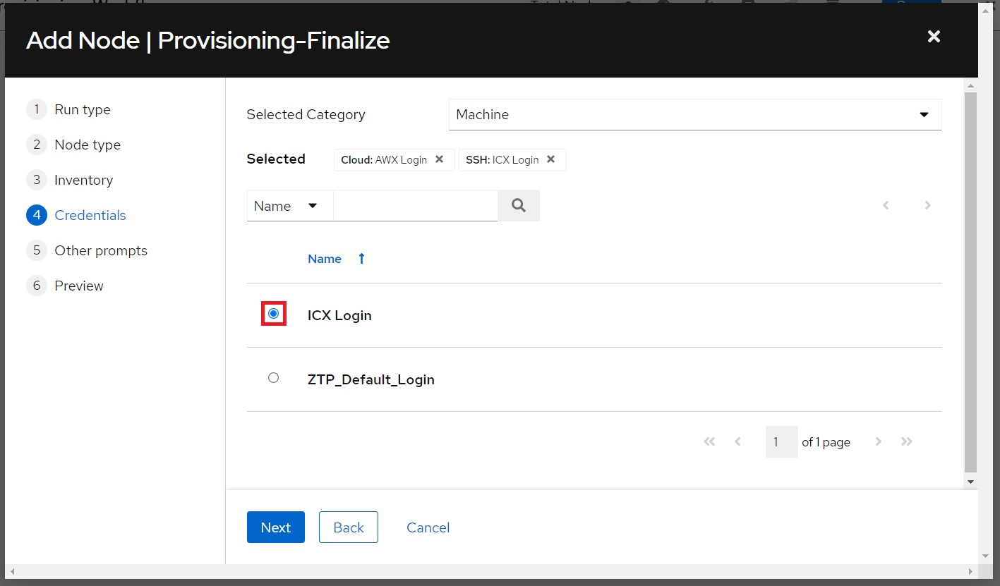 Add Node | Provisioning-Finalize
1 Run type
2 Node type
3 Inventory
4 Credentials
5 Other prompts
6 Preview
Selected Category Machine
Selected Cloud: AWX Login SSH: ICX Login
Name
Name
ICX Login
ZTP_Default_Login
1 of 1 page
Next Back Cancel